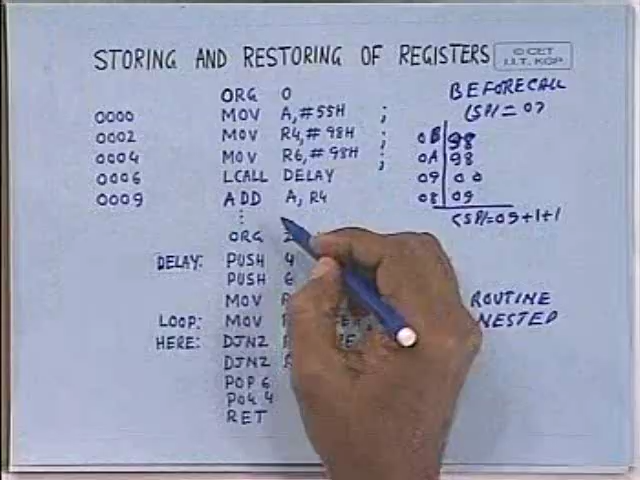 STORING AND RESTORING OF REGISTERS
© CET
I.I.T. KGP
ORG 0
0000 MOV A, #55H ;
0002 MOV R4, #98H ;
0004 MOV R6, #98H ;
0006 LCALL DELAY
0009 ADD A, R4
:
ORG
DELAY: PUSH 4
PUSH 6
MOV
LOOP: MOV
HERE: DJNZ
DJNZ
POP 6
POP 4
RET
BEFORE CALL
(SP)=07
0B 98
0A 98
09 00
08 09
(SP)=09+1+1
ROUTINE
NESTED